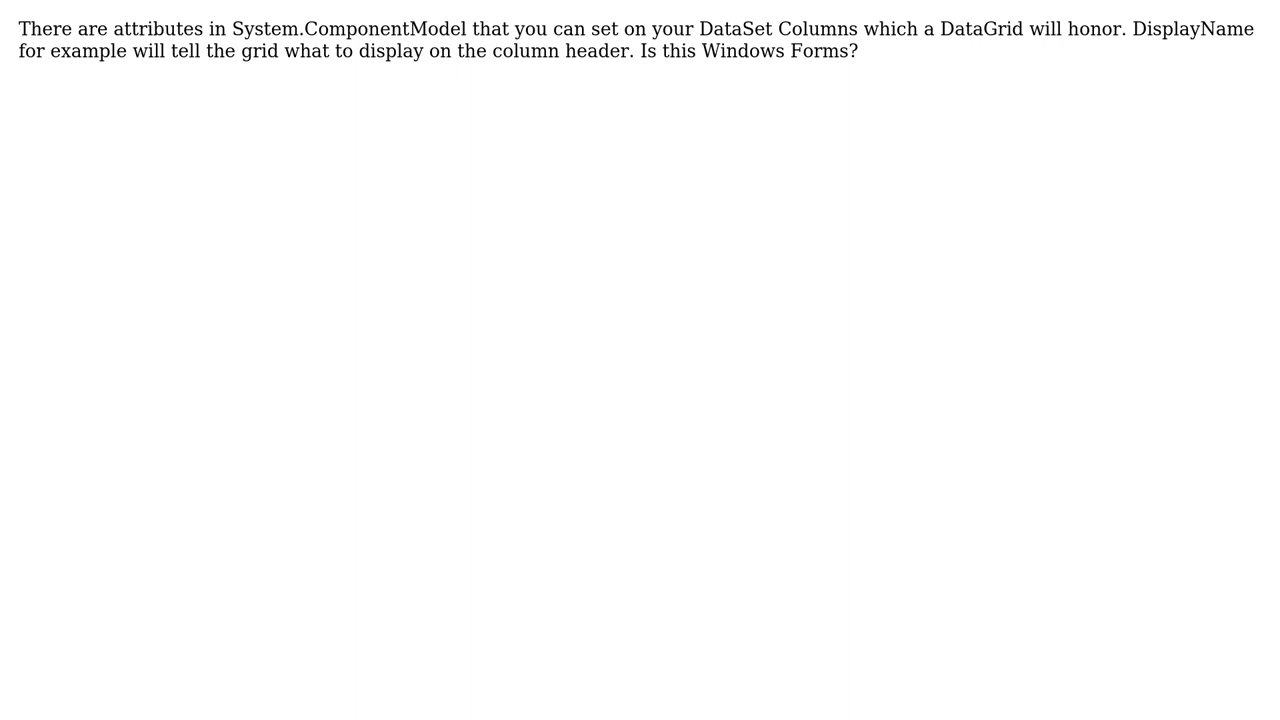 There are attributes in System.ComponentModel that you can set on your DataSet Columns which a DataGrid will honor. DisplayName
for example will tell the grid what to display on the column header. Is this Windows Forms?